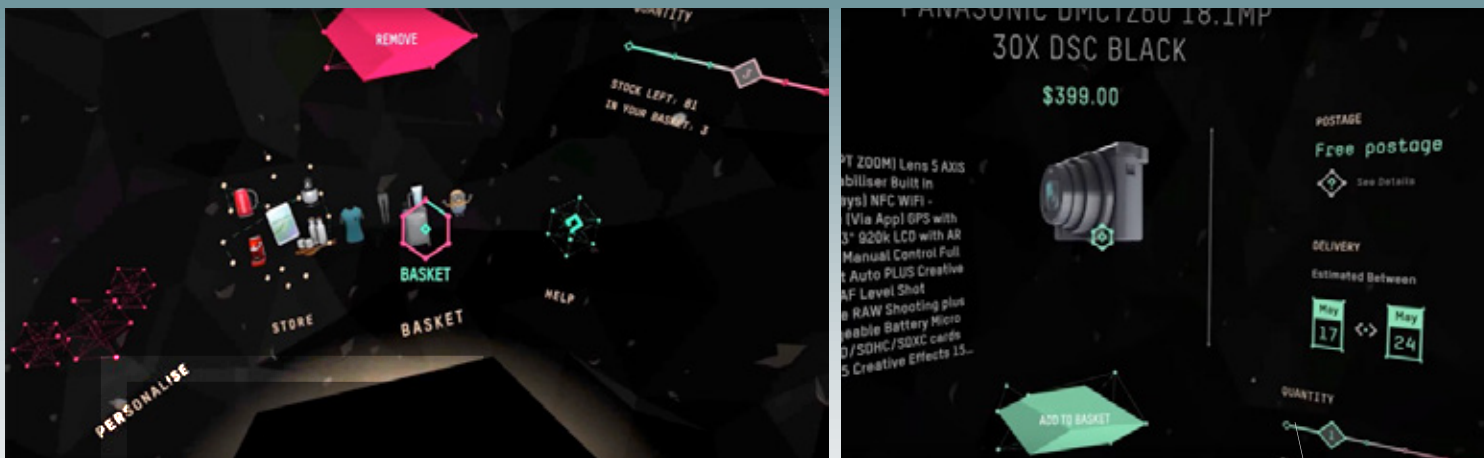 REMOVE
QUANTITY
STOCK LEFT: 81
IN YOUR BASKET: 3
BASKET
STORE
BASKET
HELP
PERSONALISE
PANASONIC DMCTZ60 18.1MP
30X DSC BLACK
$399.00
PT ZOOM) Lens 5 AXIS
abiliser Built In
ays) NFC WiFi -
(Via App) GPS with
3" 920k LCD with AR
Manual Control Full
t Auto PLUS Creative
AF Level Shot
e RAW Shooting plus
geable Battery Micro
D/SDHC/SDXC cards
5 Creative Effects 15...
ADD TO BASKET
POSTAGE
Free postage
?
See Details
DELIVERY
Estimated Between
May
17
<·>
May
24
QUANTITY
1